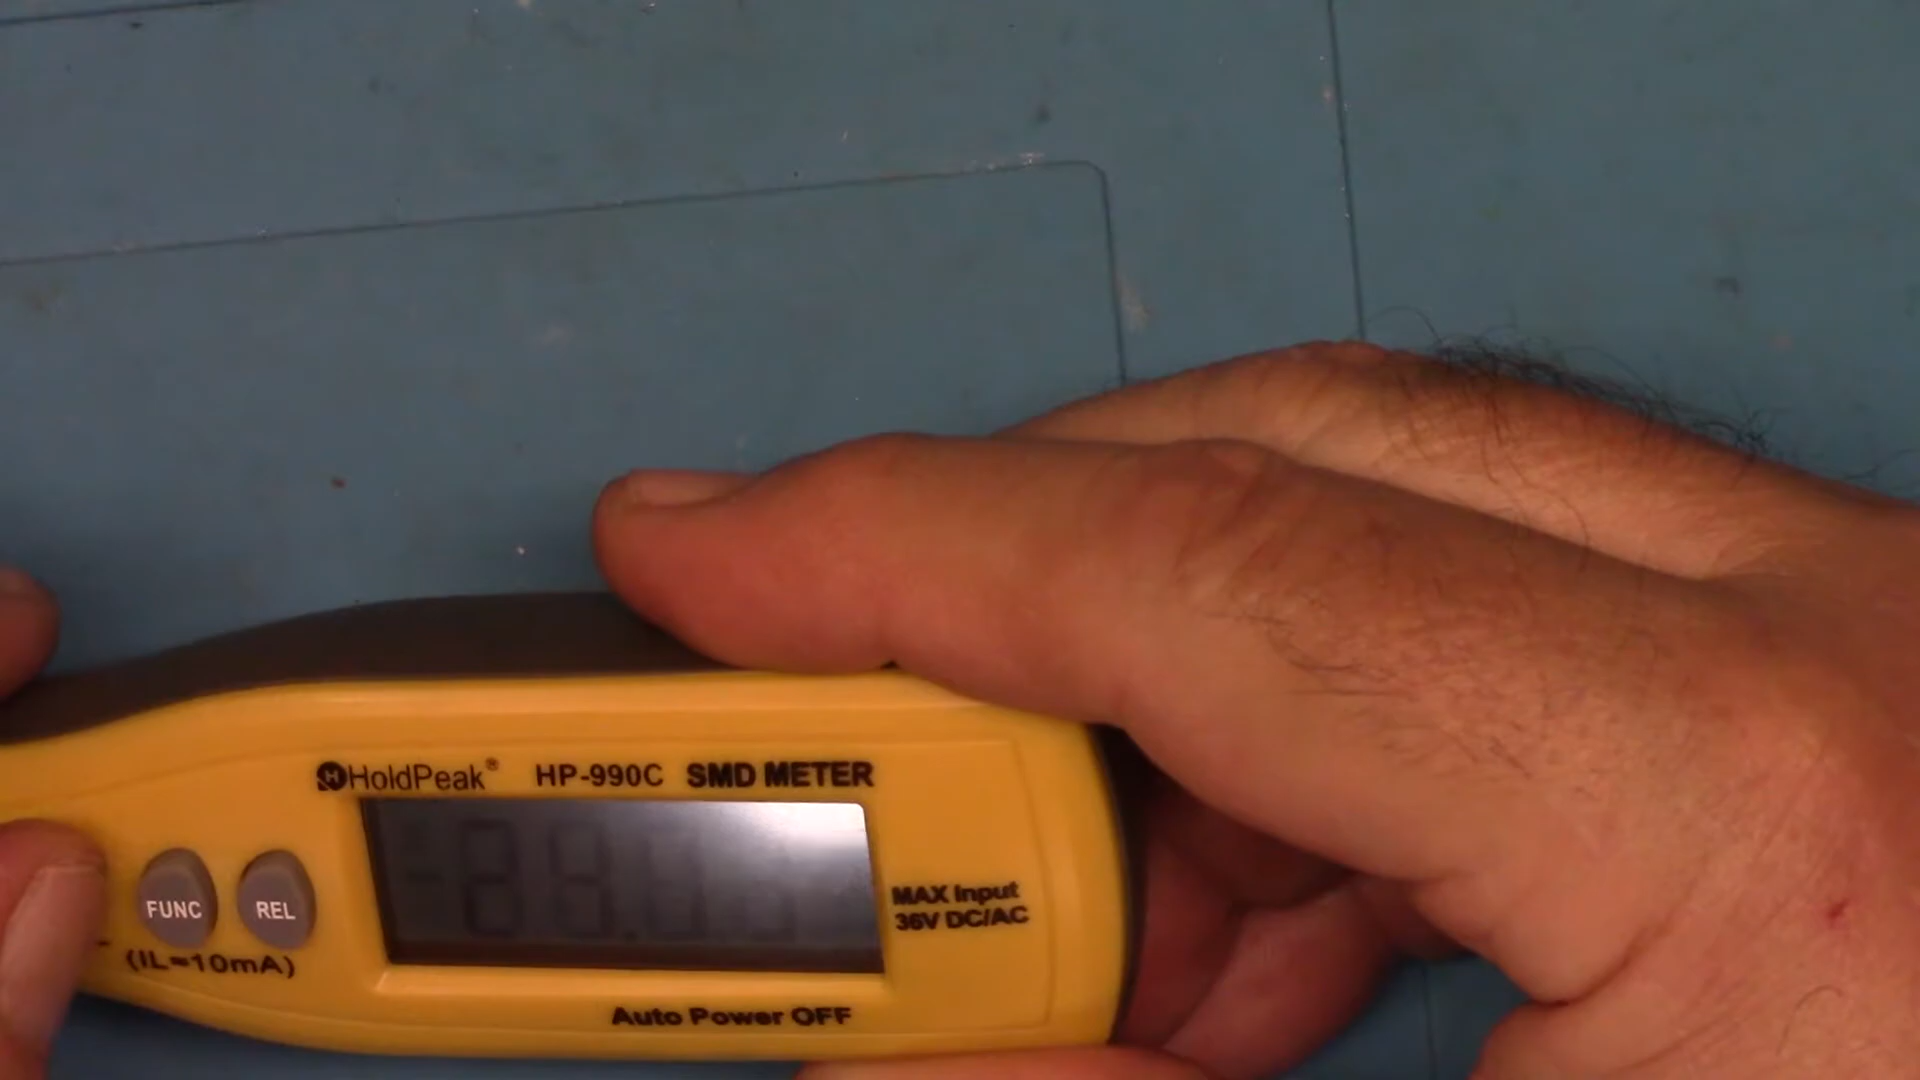 HoldPeak® HP-990C SMD METER
FUNC REL
(IL≈10mA)
MAX Input
36V DC/AC
Auto Power OFF